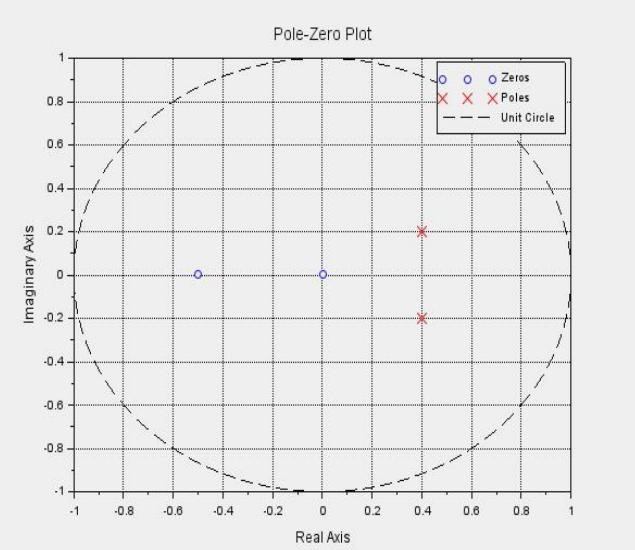 Pole-Zero Plot
Zeros
Poles
Unit Circle
Imaginary Axis
1
0.8
0.6
0.4
0.2
0
-0.2
-0.4
-0.6
-0.8
-1
-1 -0.8 -0.6 -0.4 -0.2 0 0.2 0.4 0.6 0.8 1
Real Axis